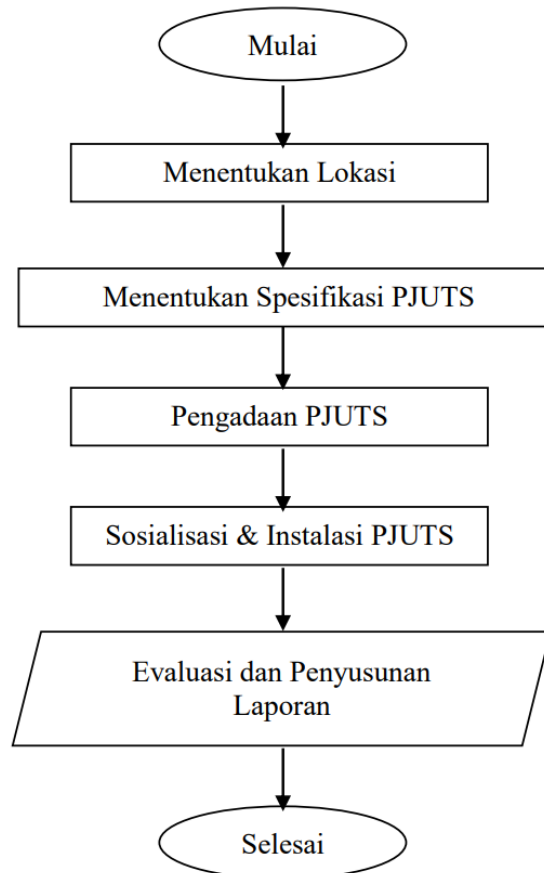 Mulai
Menentukan Lokasi
Menentukan Spesifikasi PJUTS
Pengadaan PJUTS
Sosialisasi & Instalasi PJUTS
Evaluasi dan Penyusunan
Laporan
Selesai